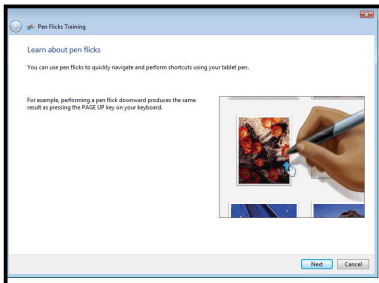 Pen Flicks Training
Learn about pen flicks
You can use pen flicks to quickly navigate and perform shortcuts using your tablet pen.
For example, performing a pen flick downward produces the same
result as pressing the PAGE UP key on your keyboard.
Next
Cancel